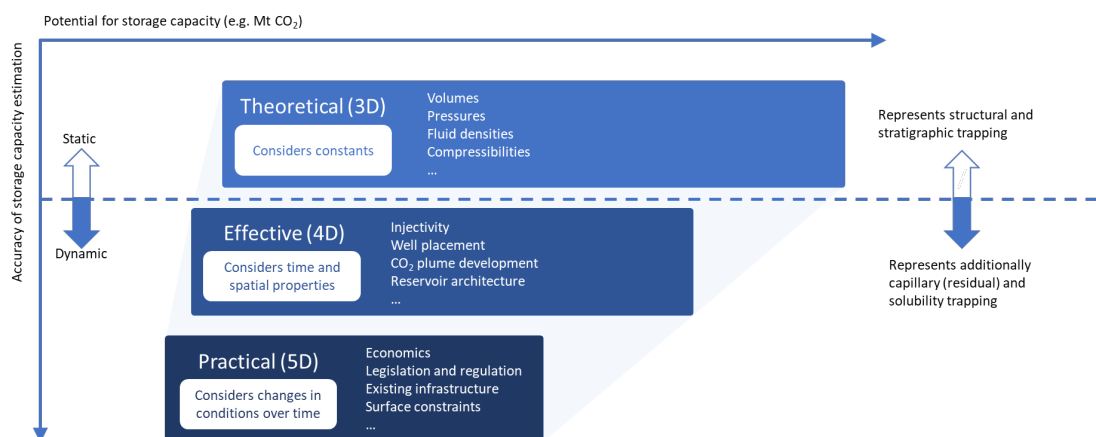 Potential for storage capacity (e.g. Mt CO₂)
Accuracy of storage capacity estimation
Static
Dynamic
Theoretical (3D)
Considers constants
Volumes
Pressures
Fluid densities
Compressibilities
...
Represents structural and
stratigraphic trapping
Effective (4D)
Considers time and
spatial properties
Injectivity
Well placement
CO₂ plume development
Reservoir architecture
...
Represents additionally
capillary (residual) and
solubility trapping
Practical (5D)
Considers changes in
conditions over time
Economics
Legislation and regulation
Existing infrastructure
Surface constraints
...